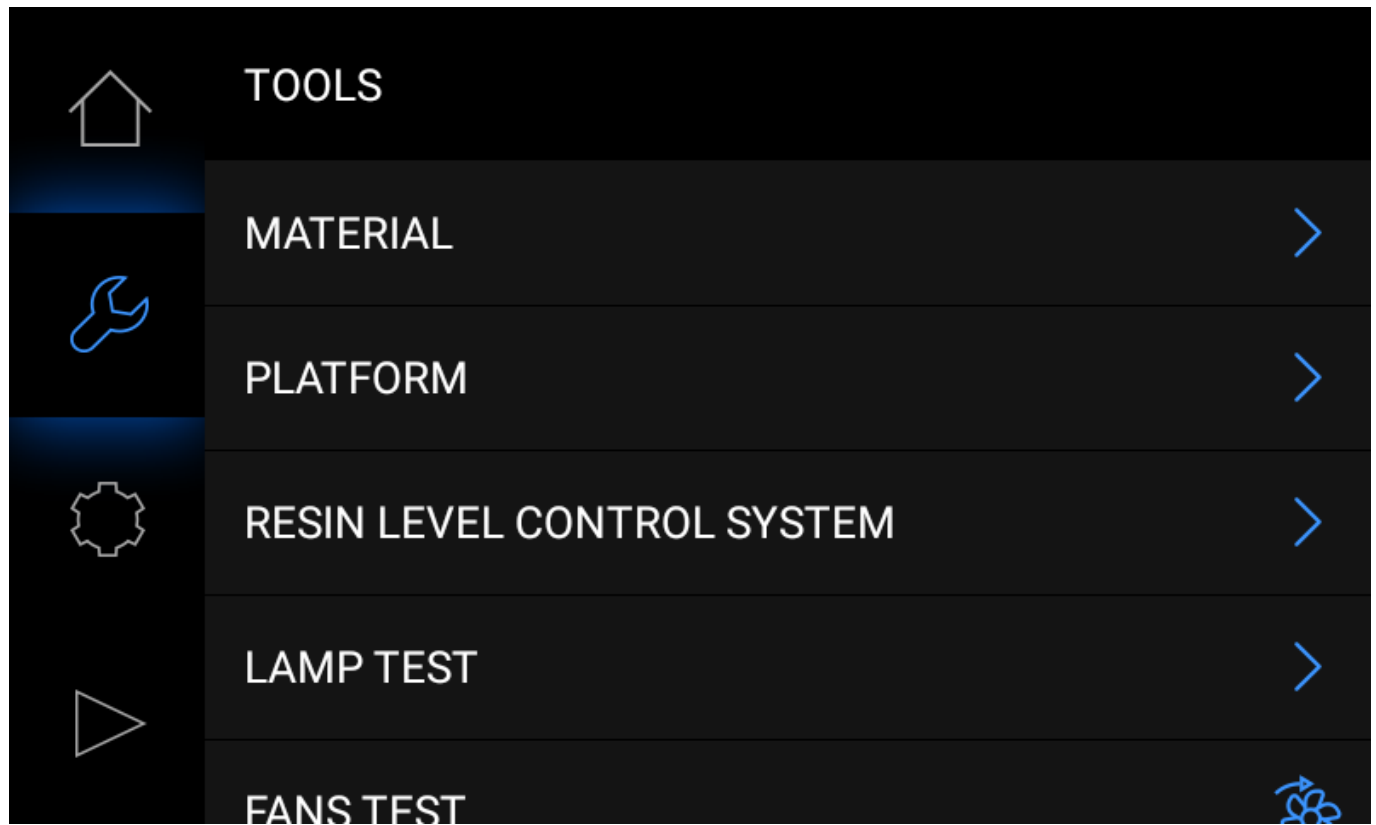 TOOLS
MATERIAL
PLATFORM
RESIN LEVEL CONTROL SYSTEM
LAMP TEST
FANS TEST